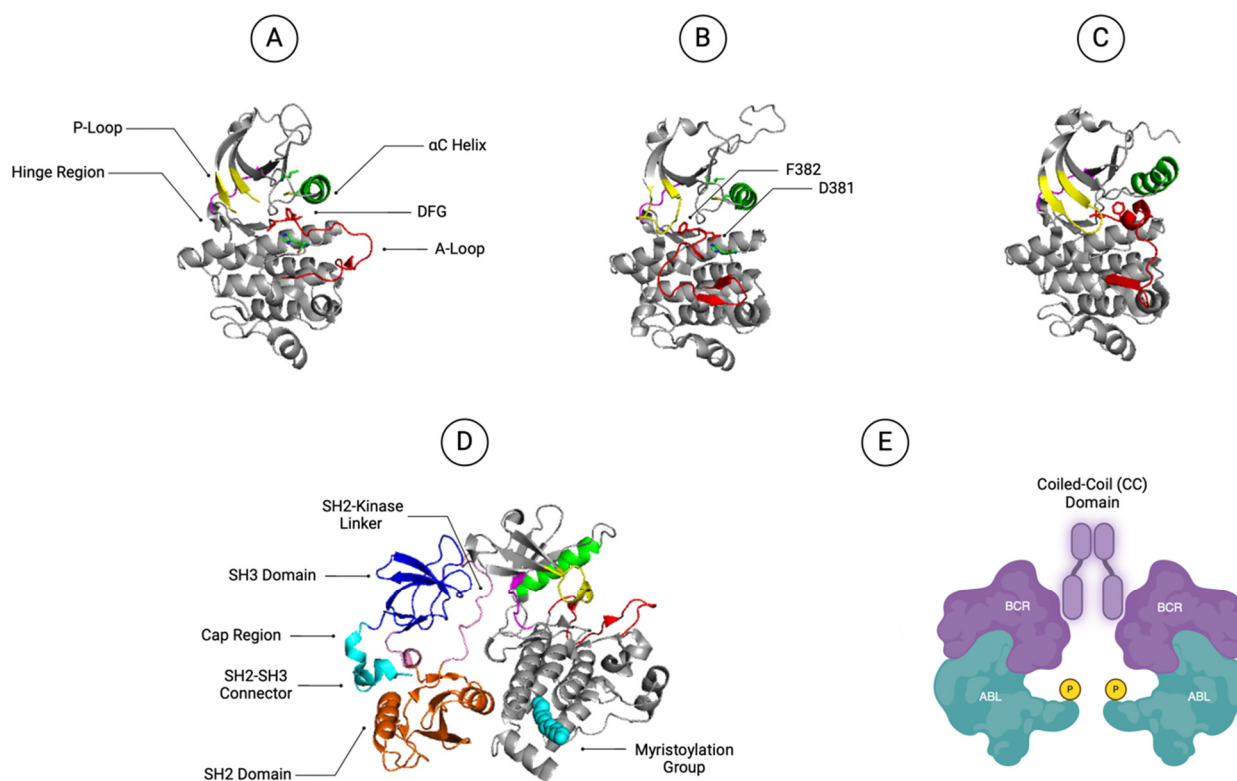 A
B
C
P-Loop
Hinge Region
αC Helix
DFG
A-Loop
F382
D381
D
E
SH2-Kinase
Linker
SH3 Domain
Cap Region
SH2-SH3
Connector
SH2 Domain
Myristoylation
Group
Coiled-Coil (CC)
Domain
BCR
BCR
ABL
P
P
ABL